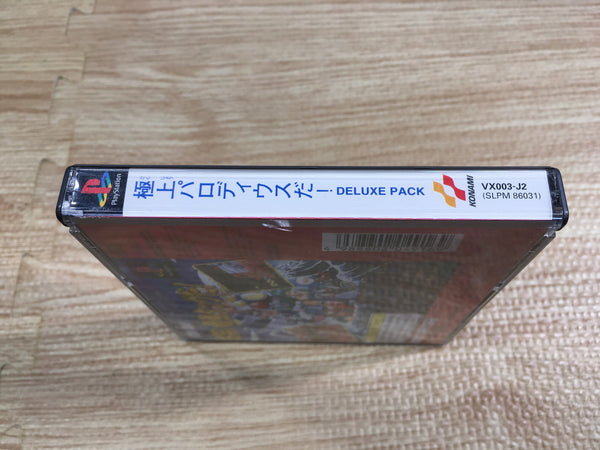 PlayStation
極上パロディウスだ!
DELUXE PACK
KONAMI
VX003-J2
(SLPM 86031)